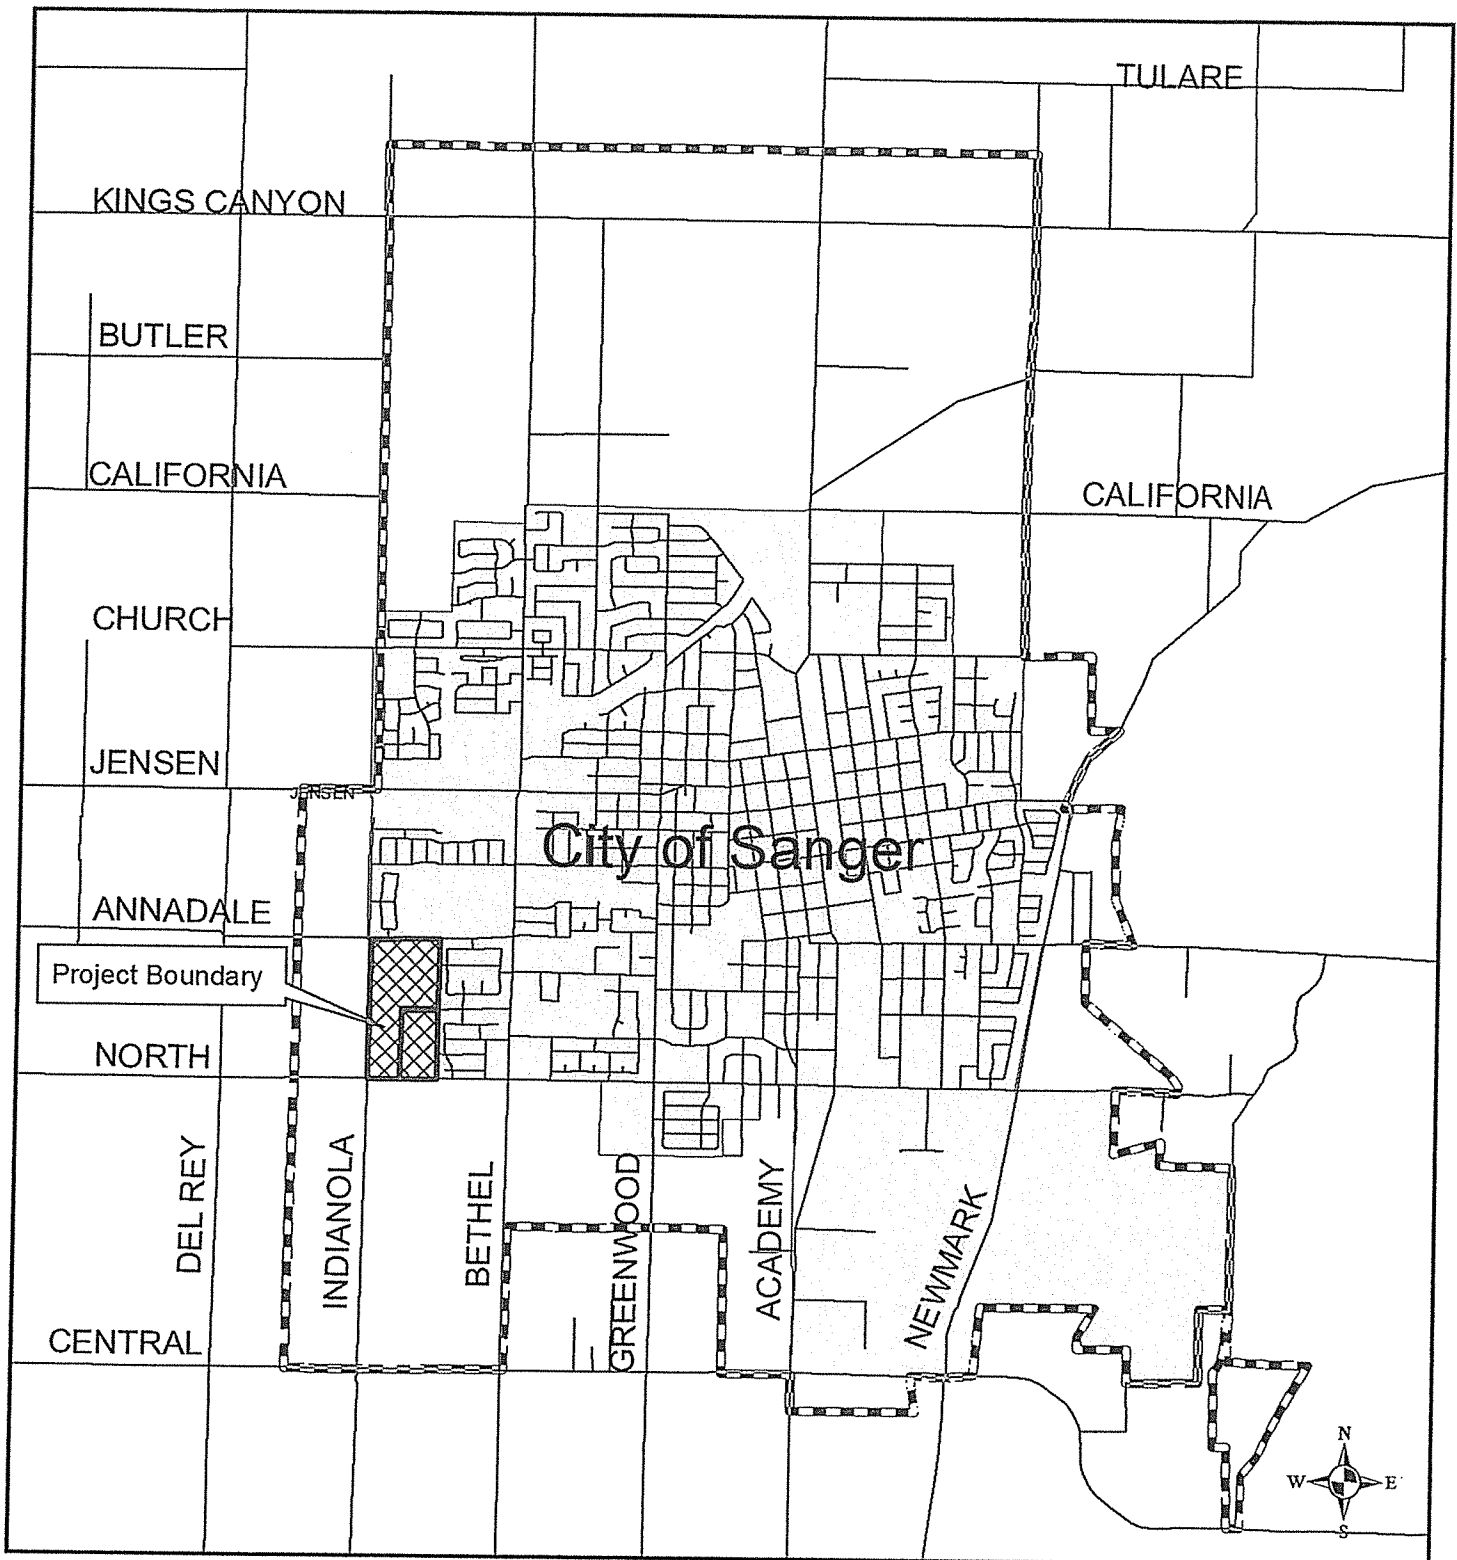 TULARE
KINGS CANYON
BUTLER
CALIFORNIA
CALIFORNIA
CHURCH
JENSEN
JENSEN
City of Sanger
ANNADALE
Project Boundary
NORTH
DEL REY
INDIANOLA
BETHEL
GREENWOOD
ACADEMY
NEWMARK
CENTRAL
N
W
E
S